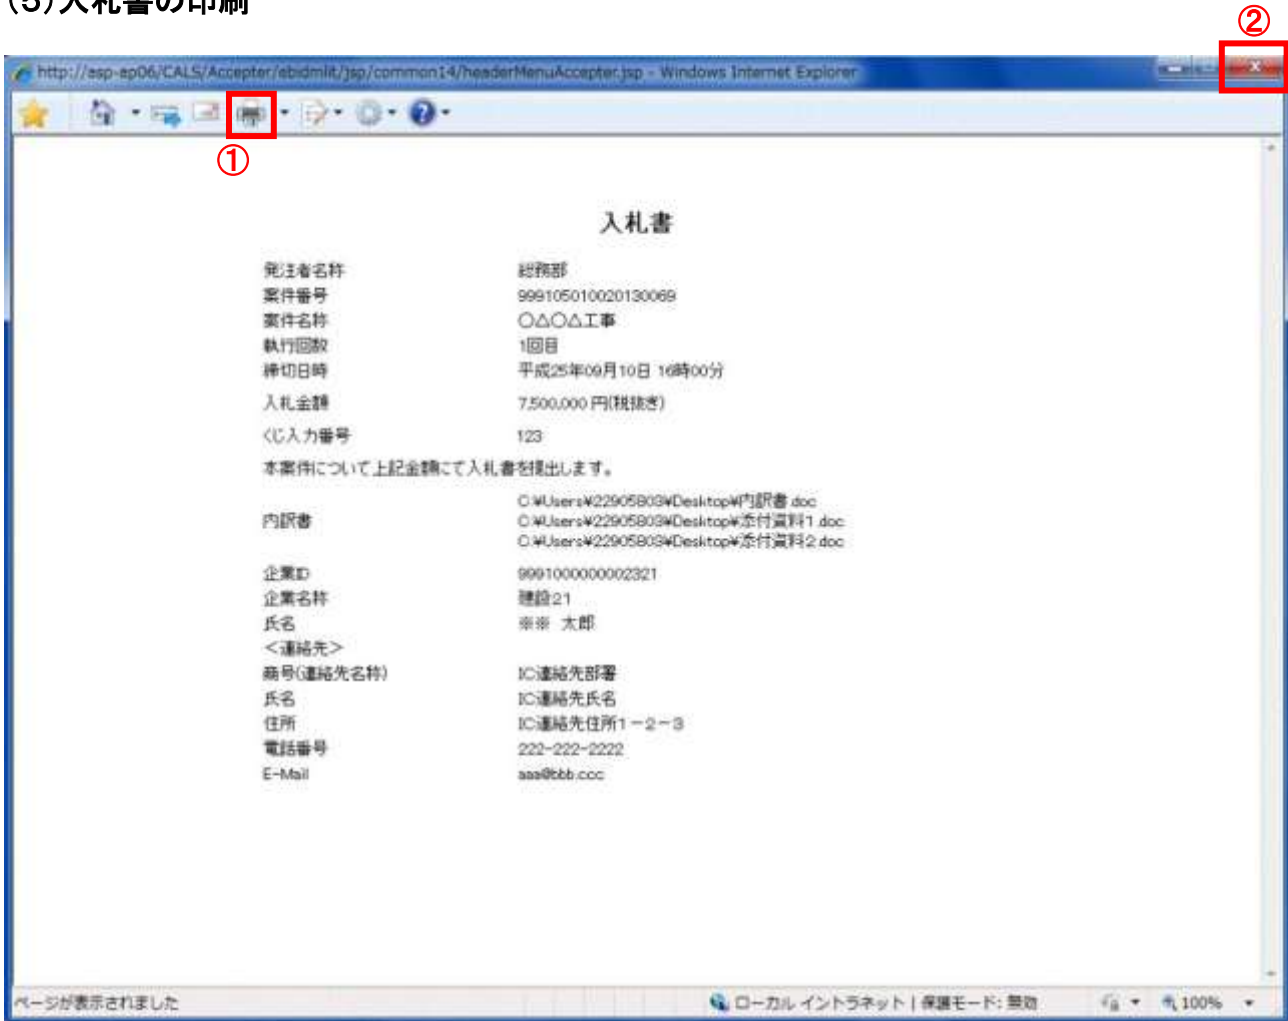 (5)入札書の印刷
②
http://asp-ap06/CALS/Accepter/ebidmlit/jsp/common14/headerMenuAccepter.jsp - Windows Internet Explorer
①
入札書
発注者名称 総務部
案件番号 999105010020130069
案件名称 〇△〇△工事
執行回数 1回目
締切日時 平成25年09月10日 16時00分
入札金額 7,500,000 円(税抜き)
くじ入力番号 123
本案件について上記金額にて入札書を提出します。
内訳書 C:¥Users¥22905803¥Desktop¥内訳書.doc
C:¥Users¥22905803¥Desktop¥添付資料1.doc
C:¥Users¥22905803¥Desktop¥添付資料2.doc
企業ID 9991000000002321
企業名称 建設21
氏名 ※※ 太郎
<連絡先>
商号(連絡先名称) IC連絡先部署
氏名 IC連絡先氏名
住所 IC連絡先住所1-2-3
電話番号 222-222-2222
E-Mail aaa@bbb.ccc
ページが表示されました ローカル イントラネット | 保護モード: 無効 100%